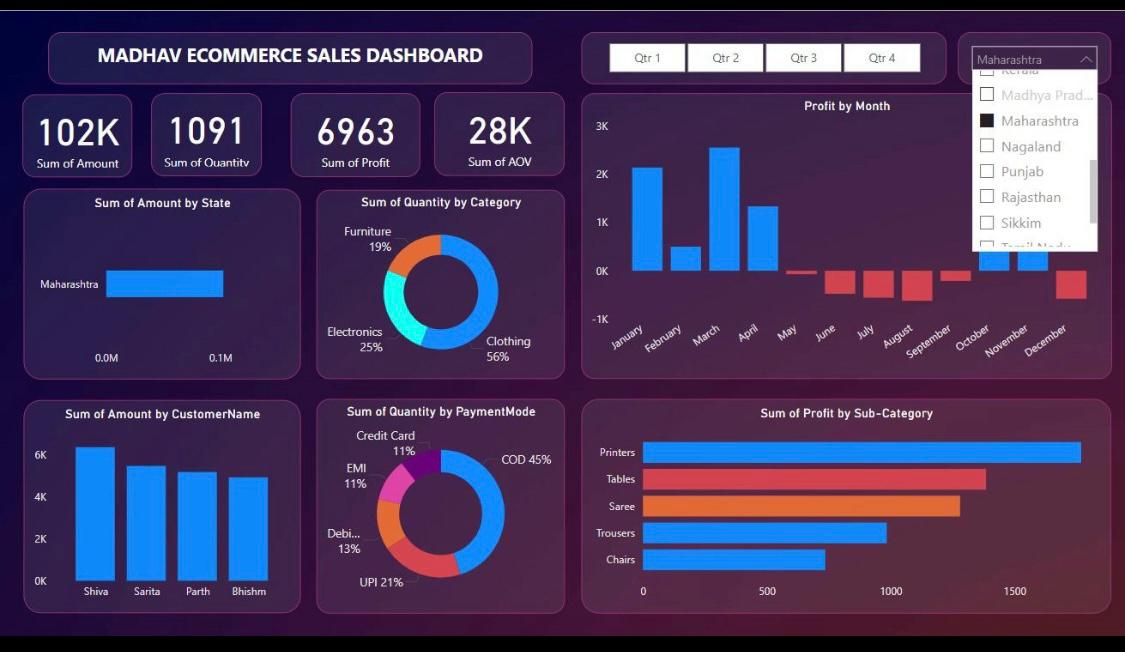 MADHAV ECOMMERCE SALES DASHBOARD
Qtr 1
Qtr 2
Qtr 3
Qtr 4
Maharashtra
Kerala
Madhya Prad...
Maharashtra
Nagaland
Punjab
Rajasthan
Sikkim
Tamil Nadu
102K
Sum of Amount
1091
Sum of Quantity
6963
Sum of Profit
28K
Sum of AOV
Profit by Month
3K
2K
1K
0K
-1K
January
February
March
April
May
June
July
August
September
October
November
December
Sum of Amount by State
Maharashtra
0.0M
0.1M
Sum of Quantity by Category
Furniture
19%
Electronics
25%
Clothing
56%
Sum of Amount by CustomerName
6K
4K
2K
0K
Shiva
Sarita
Parth
Bhishm
Sum of Quantity by PaymentMode
Credit Card
11%
COD 45%
EMI
11%
Debi...
13%
UPI 21%
Sum of Profit by Sub-Category
Printers
Tables
Saree
Trousers
Chairs
0
500
1000
1500